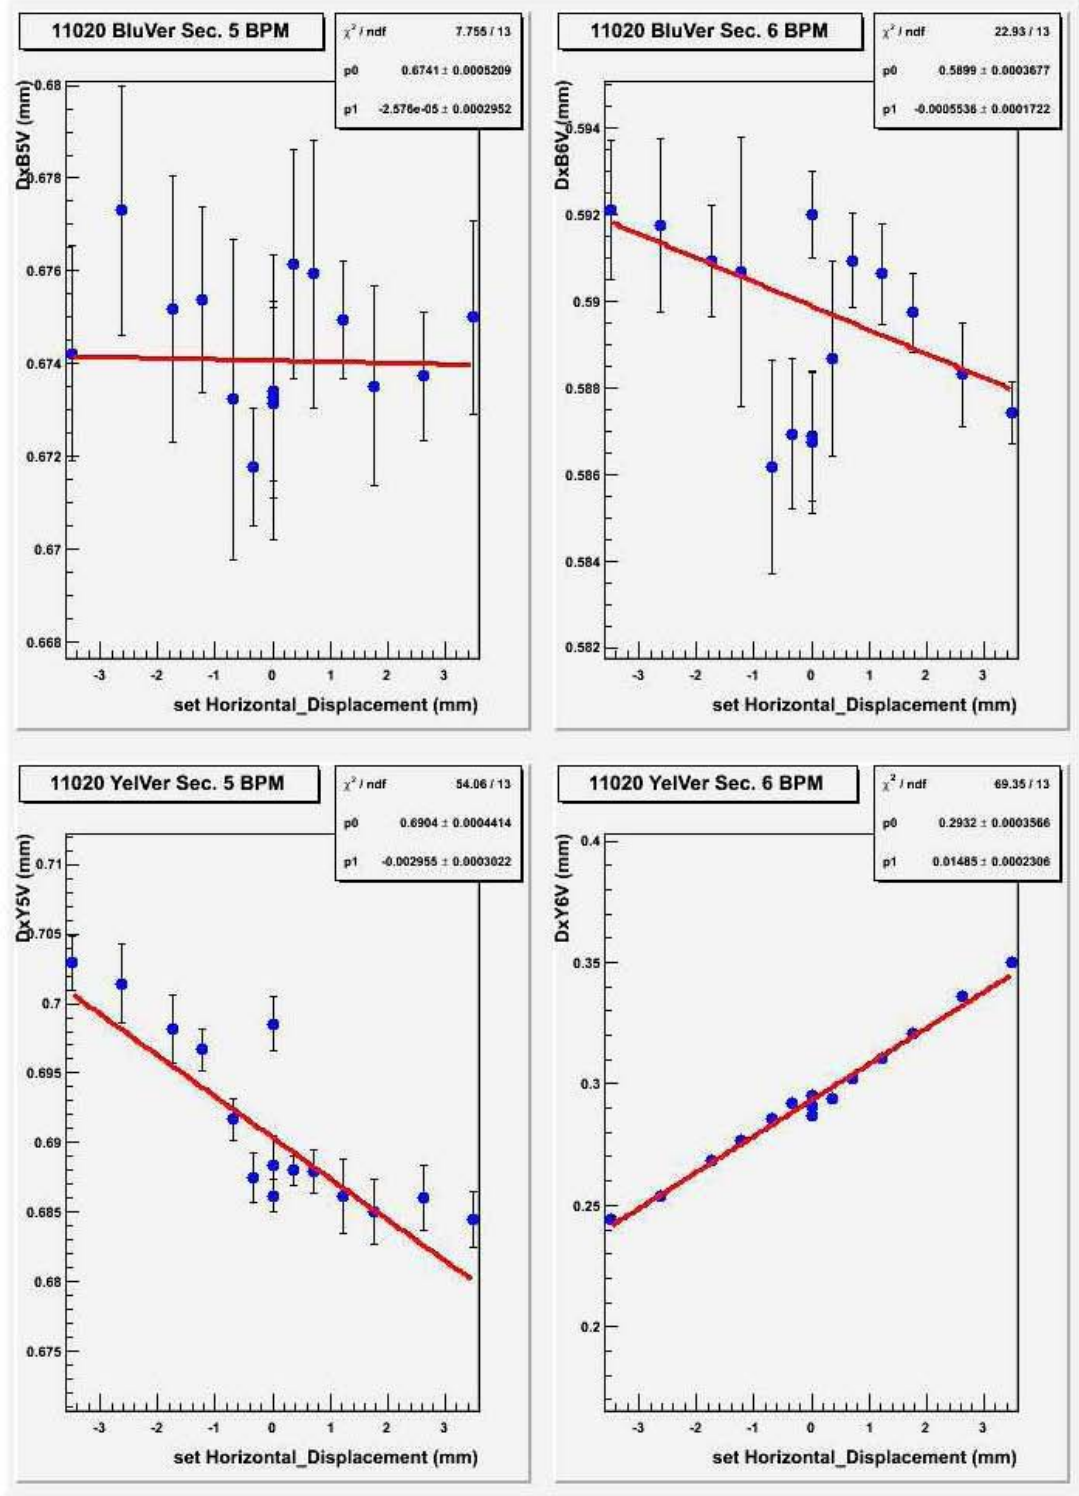 11020 BluVer Sec. 5 BPM
χ² / ndf 7.755 / 13
p0 0.6741 ± 0.0005209
p1 -2.576e-05 ± 0.0002952
DxB5V (mm)
0.68
0.678
0.676
0.674
0.672
0.67
0.668
-3 -2 -1 0 1 2 3
set Horizontal_Displacement (mm)
11020 BluVer Sec. 6 BPM
χ² / ndf 22.93 / 13
p0 0.5899 ± 0.0003677
p1 -0.0005536 ± 0.0001722
DxB6V (mm)
0.594
0.592
0.59
0.588
0.586
0.584
0.582
-3 -2 -1 0 1 2 3
set Horizontal_Displacement (mm)
11020 YelVer Sec. 5 BPM
χ² / ndf 54.06 / 13
p0 0.6904 ± 0.0004414
p1 -0.002955 ± 0.0003022
DxY5V (mm)
0.71
0.705
0.7
0.695
0.69
0.685
0.68
0.675
-3 -2 -1 0 1 2 3
set Horizontal_Displacement (mm)
11020 YelVer Sec. 6 BPM
χ² / ndf 69.35 / 13
p0 0.2932 ± 0.0003566
p1 0.01485 ± 0.0002306
DxY6V (mm)
0.4
0.35
0.3
0.25
0.2
-3 -2 -1 0 1 2 3
set Horizontal_Displacement (mm)